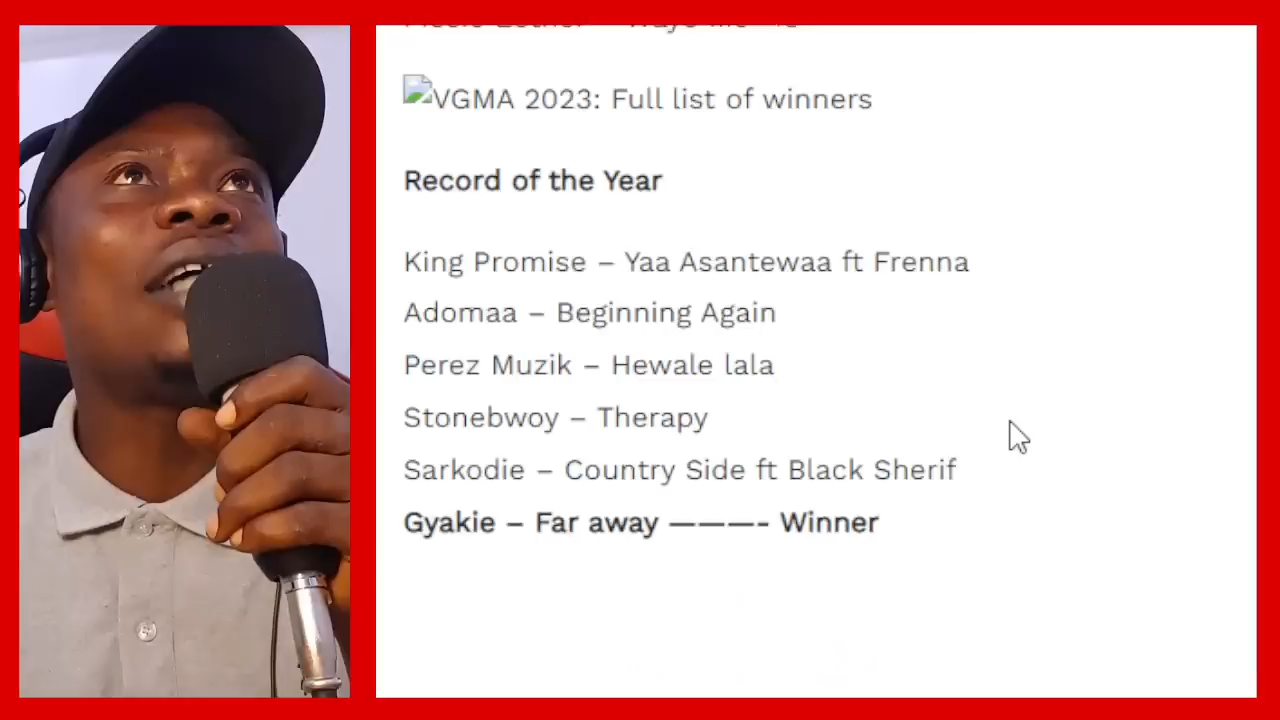 VGMA 2023: Full list of winners
Record of the Year
King Promise – Yaa Asantewaa ft Frenna
Adomaa – Beginning Again
Perez Muzik – Hewale lala
Stonebwoy – Therapy
Sarkodie – Country Side ft Black Sherif
Gyakie – Far away ———- Winner